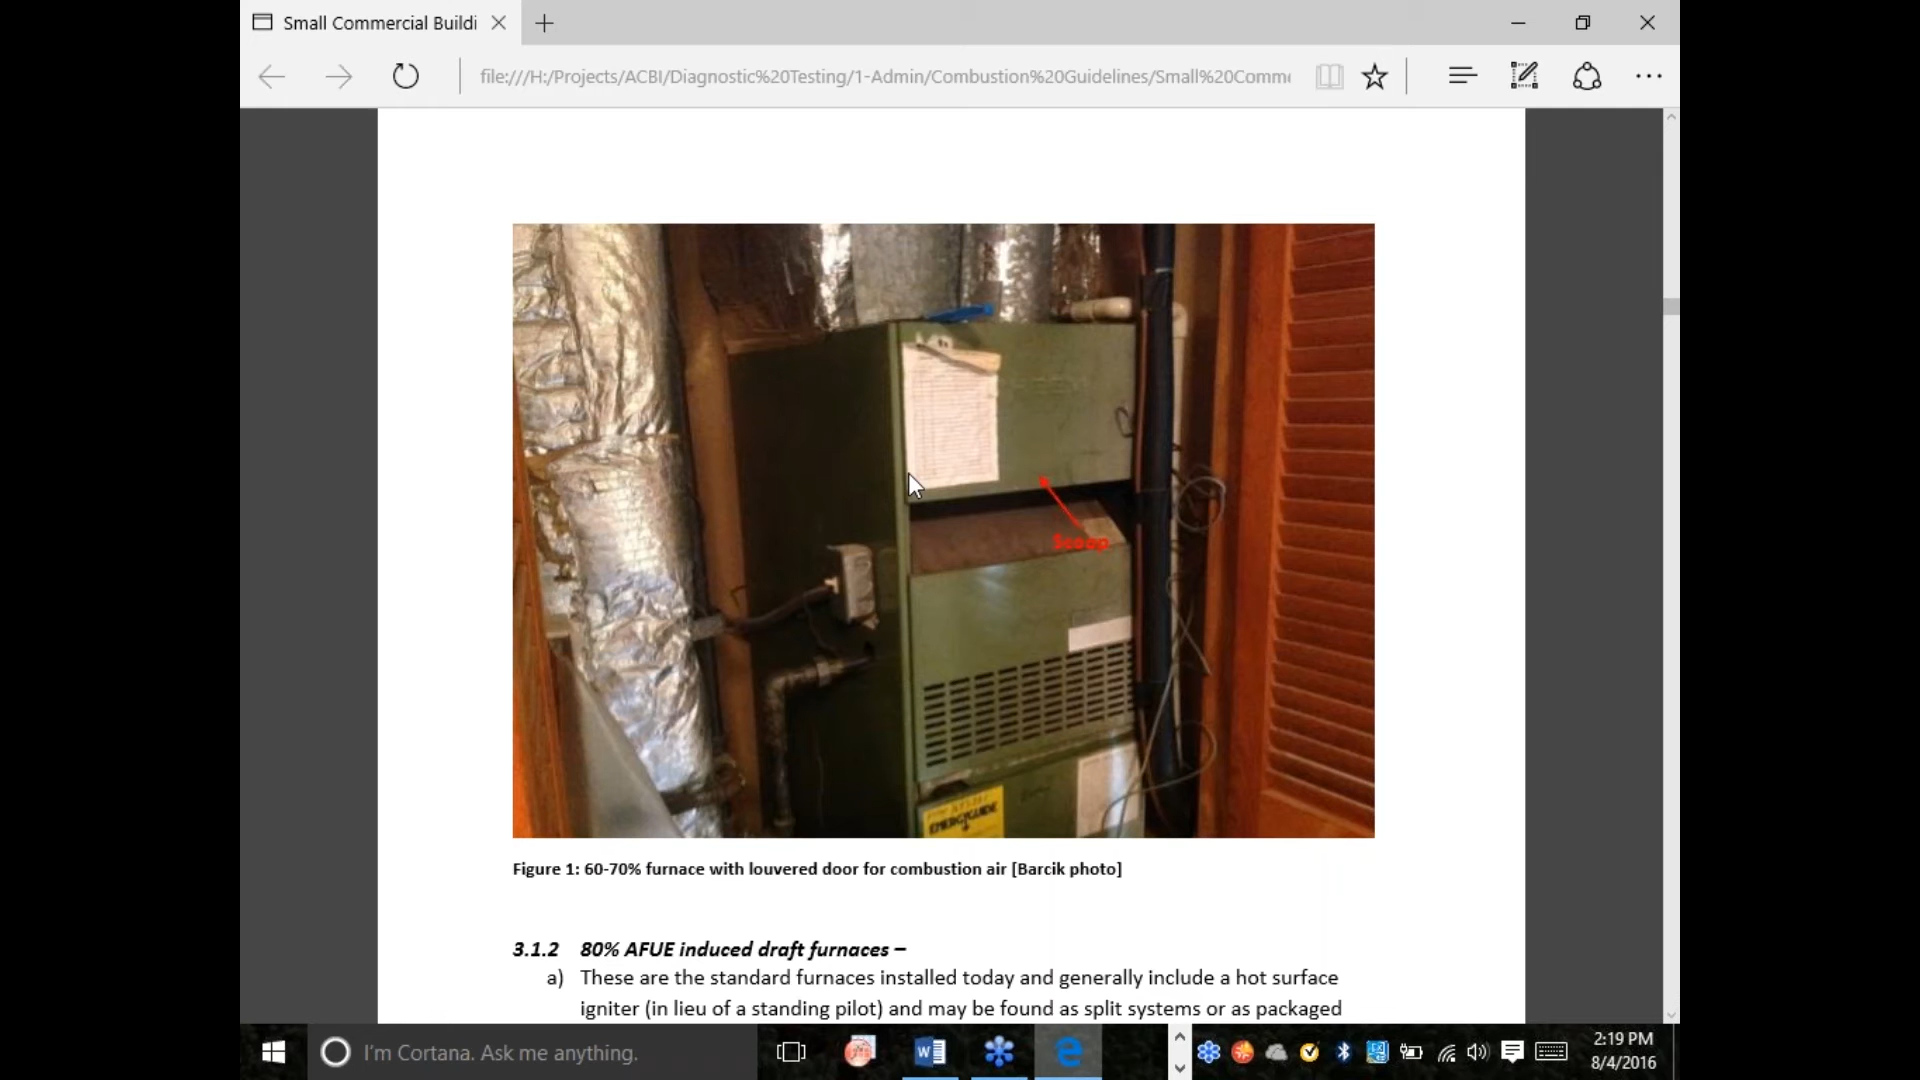 Small Commercial Buildi
file:///H:/Projects/ACBI/Diagnostic%20Testing/1-Admin/Combustion%20Guidelines/Small%20Comme
Scoop
ENERGYGUIDE
Figure 1: 60-70% furnace with louvered door for combustion air [Barcik photo]
3.1.2 80% AFUE induced draft furnaces –
a) These are the standard furnaces installed today and generally include a hot surface
igniter (in lieu of a standing pilot) and may be found as split systems or as packaged
I'm Cortana. Ask me anything.
2:19 PM
8/4/2016